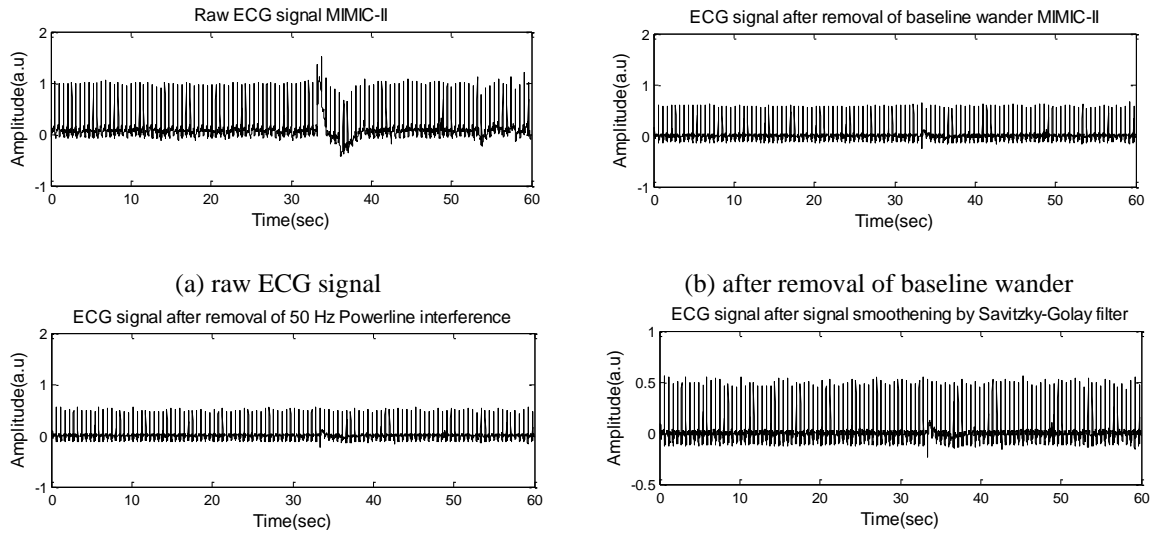 Raw ECG signal MIMIC-II
2
1
0
-1
Amplitude(a.u)
0 10 20 30 40 50 60
Time(sec)
ECG signal after removal of baseline wander MIMIC-II
2
1
0
-1
Amplitude(a.u)
0 10 20 30 40 50 60
Time(sec)
(a) raw ECG signal
(b) after removal of baseline wander
ECG signal after removal of 50 Hz Powerline interference
2
1
0
-1
Amplitude(a.u)
0 10 20 30 40 50 60
Time(sec)
ECG signal after signal smoothening by Savitzky-Golay filter
1
0.5
0
-0.5
Amplitude(a.u)
0 10 20 30 40 50 60
Time(sec)